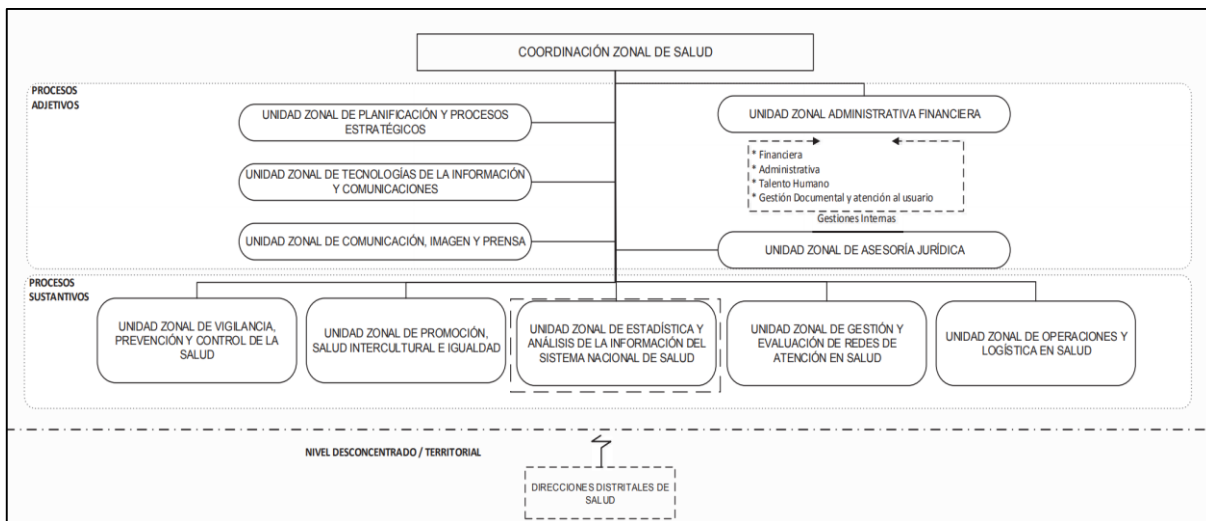 COORDINACIÓN ZONAL DE SALUD
PROCESOS
ADJETIVOS
UNIDAD ZONAL DE PLANIFICACIÓN Y PROCESOS
ESTRATÉGICOS
UNIDAD ZONAL ADMINISTRATIVA FINANCIERA
* Financiera
* Administrativa
* Talento Humano
* Gestión Documental y atención al usuario
Gestiones Internas
UNIDAD ZONAL DE TECNOLOGÍAS DE LA INFORMACIÓN
Y COMUNICACIONES
UNIDAD ZONAL DE COMUNICACIÓN, IMAGEN Y PRENSA
UNIDAD ZONAL DE ASESORÍA JURÍDICA
PROCESOS
SUSTANTIVOS
UNIDAD ZONAL DE VIGILANCIA,
PREVENCIÓN Y CONTROL DE LA
SALUD
UNIDAD ZONAL DE PROMOCIÓN,
SALUD INTERCULTURAL E IGUALDAD
UNIDAD ZONAL DE ESTADÍSTICA Y
ANÁLISIS DE LA INFORMACIÓN DEL
SISTEMA NACIONAL DE SALUD
UNIDAD ZONAL DE GESTIÓN Y
EVALUACIÓN DE REDES DE
ATENCIÓN EN SALUD
UNIDAD ZONAL DE OPERACIONES Y
LOGÍSTICA EN SALUD
NIVEL DESCONCENTRADO / TERRITORIAL
DIRECCIONES DISTRITALES DE
SALUD